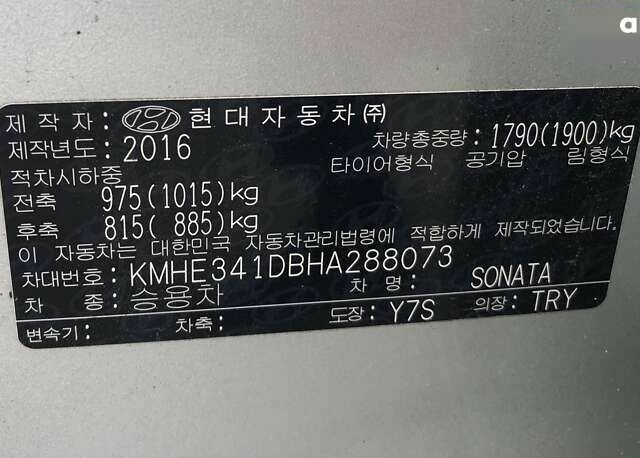 a
제작자: 현대자동차㈜
제작년도: 2016 차량총중량: 1790(1900)kg
적차시하중 타이어형식 공기압 림형식
전축 975(1015)kg
후축 815( 885)kg
이 자동차는 대한민국 자동차관리법령에 적합하게 제작되었습니다.
차대번호: KMHE341DBHA288073 차 명: SONATA
차 종: 승용차
변속기: 차축: 도장: Y7S 의장: TRY